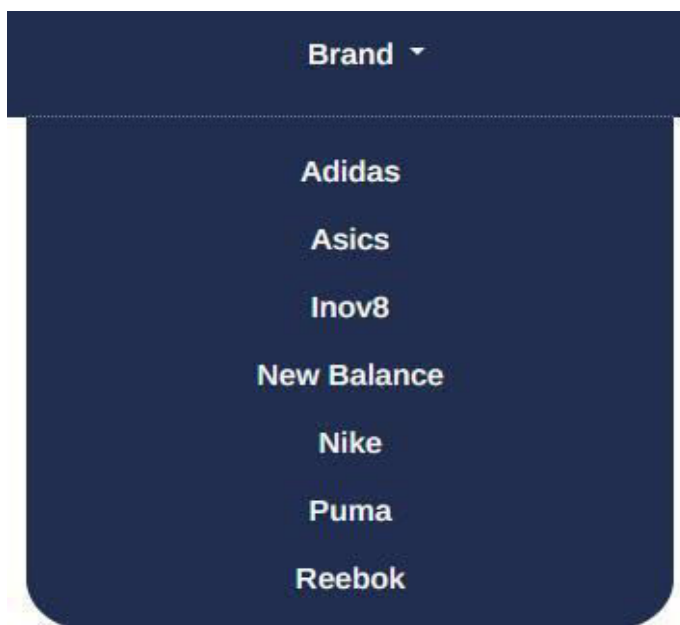 Brand
Adidas
Asics
Inov8
New Balance
Nike
Puma
Reebok